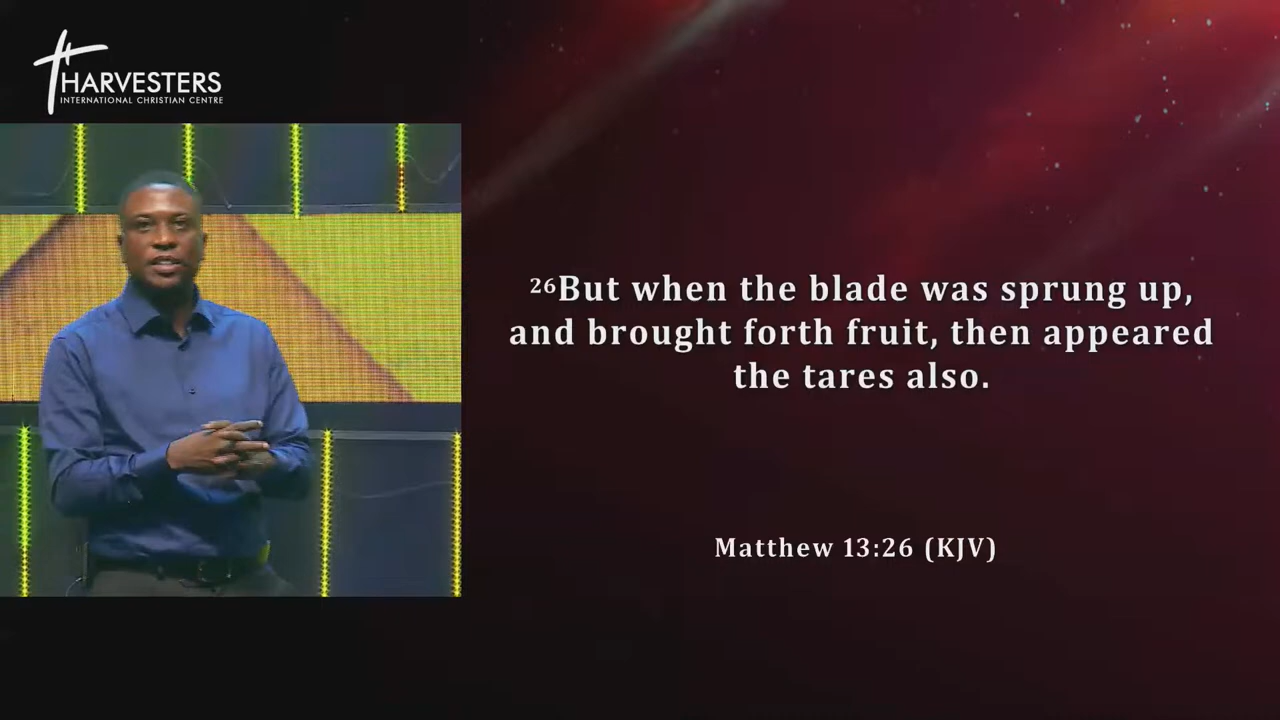 HARVESTERS
INTERNATIONAL CHRISTIAN CENTRE
26But when the blade was sprung up,
and brought forth fruit, then appeared
the tares also.
Matthew 13:26 (KJV)